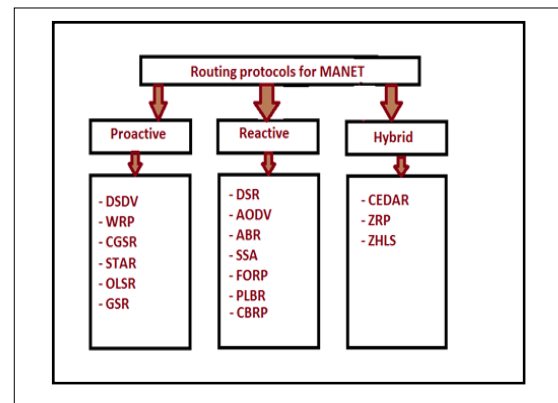 Routing protocols for MANET
Proactive
Reactive
Hybrid
- DSDV
- WRP
- CGSR
- STAR
- OLSR
- GSR
- DSR
- AODV
- ABR
- SSA
- FORP
- PLBR
- CBRP
- CEDAR
- ZRP
- ZHLS